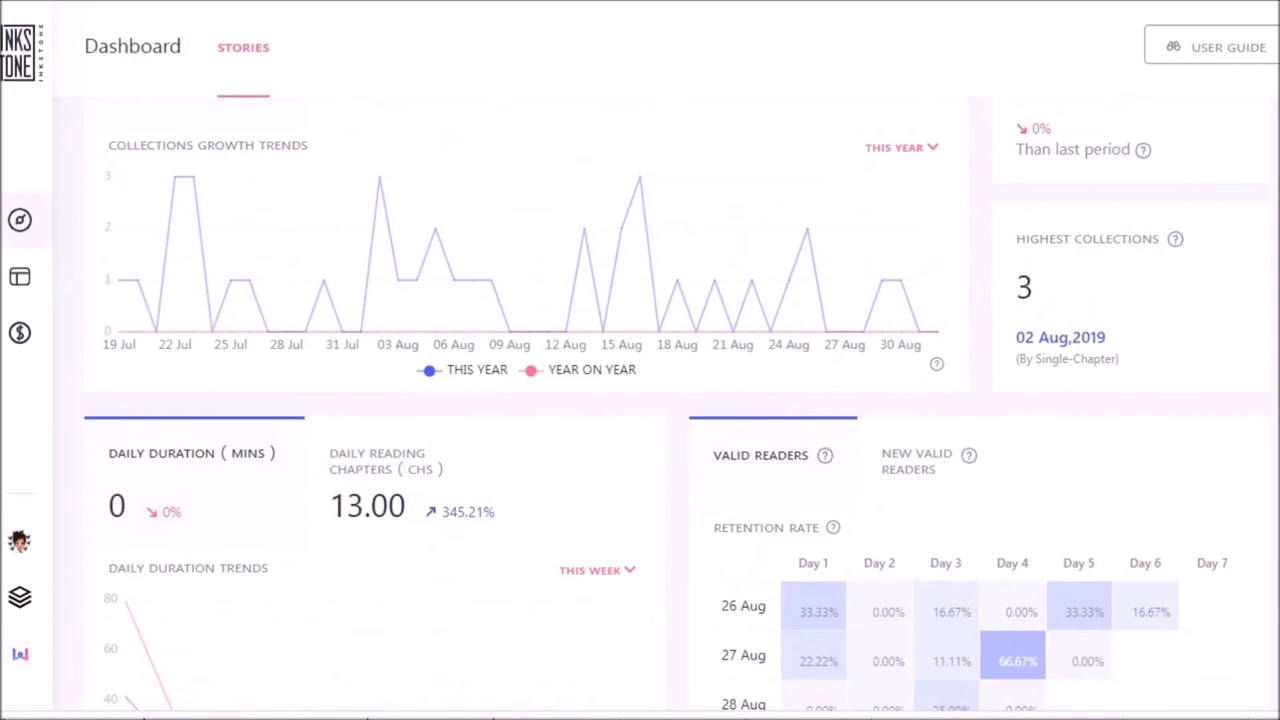 NKS
TONE
INKSTONE
Dashboard
STORIES
USER GUIDE
COLLECTIONS GROWTH TRENDS
THIS YEAR
3
2
1
0
19 Jul 22 Jul 25 Jul 28 Jul 31 Jul 03 Aug 06 Aug 09 Aug 12 Aug 15 Aug 18 Aug 21 Aug 24 Aug 27 Aug 30 Aug
THIS YEAR YEAR ON YEAR
0%
Than last period
HIGHEST COLLECTIONS
3
02 Aug,2019
(By Single-Chapter)
DAILY DURATION ( MINS )
0 0%
DAILY READING
CHAPTERS ( CHS )
13.00 345.21%
DAILY DURATION TRENDS
THIS WEEK
80
60
40
VALID READERS
NEW VALID
READERS
RETENTION RATE
Day 1 Day 2 Day 3 Day 4 Day 5 Day 6 Day 7
26 Aug 33.33% 0.00% 16.67% 0.00% 33.33% 16.67%
27 Aug 22.22% 0.00% 11.11% 66.67% 0.00%
28 Aug